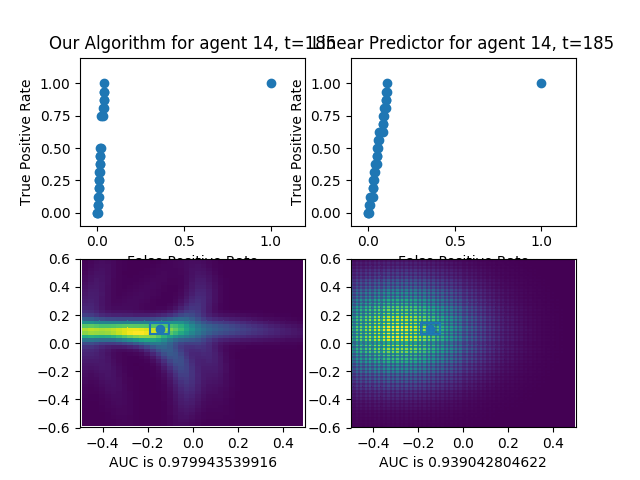 Our Algorithm for agent 14, t=185
Linear Predictor for agent 14, t=185
True Positive Rate
1.00
0.75
0.50
0.25
0.00
0.0 0.5 1.0
False Positive Rate
True Positive Rate
1.00
0.75
0.50
0.25
0.00
0.0 0.5 1.0
False Positive Rate
0.6
0.4
0.2
0.0
−0.2
−0.4
−0.6
−0.4 −0.2 0.0 0.2 0.4
AUC is 0.979943539916
0.6
0.4
0.2
0.0
−0.2
−0.4
−0.6
−0.4 −0.2 0.0 0.2 0.4
AUC is 0.939042804622